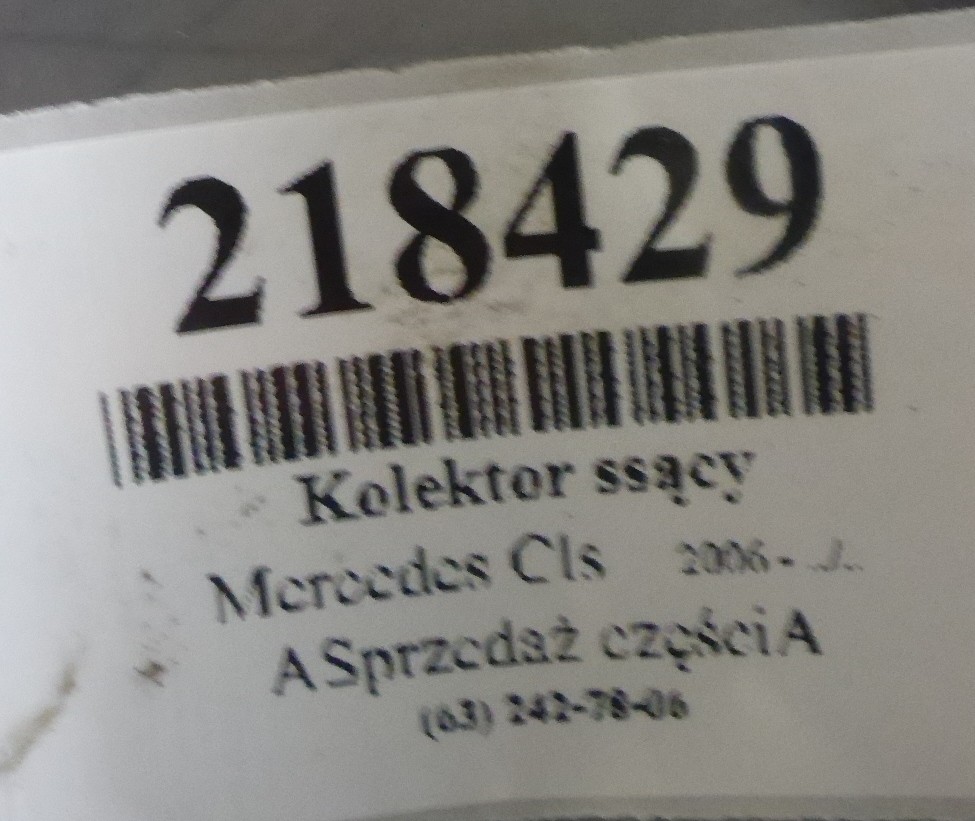 218429
Kolektor ssący
Mercedes Cls 2006 - ../..
ASprzedaż częściA
(63) 242-78-06